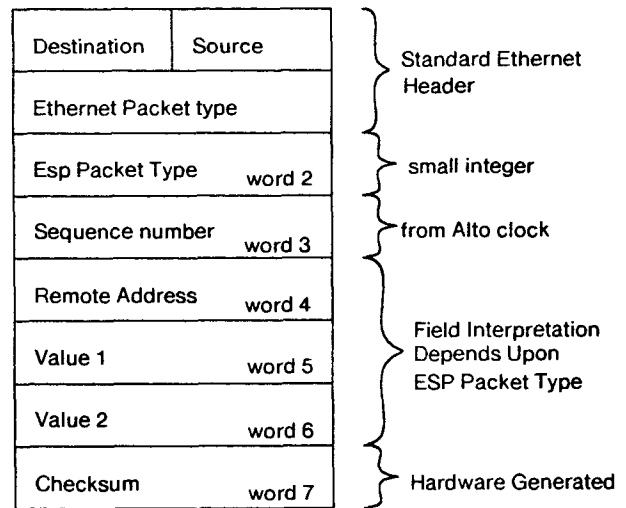 Destination Source
Standard Ethernet
Header
Ethernet Packet type
Esp Packet Type word 2
small integer
Sequence number word 3
from Alto clock
Remote Address word 4
Value 1 word 5
Field Interpretation
Depends Upon
ESP Packet Type
Value 2 word 6
Checksum word 7
Hardware Generated